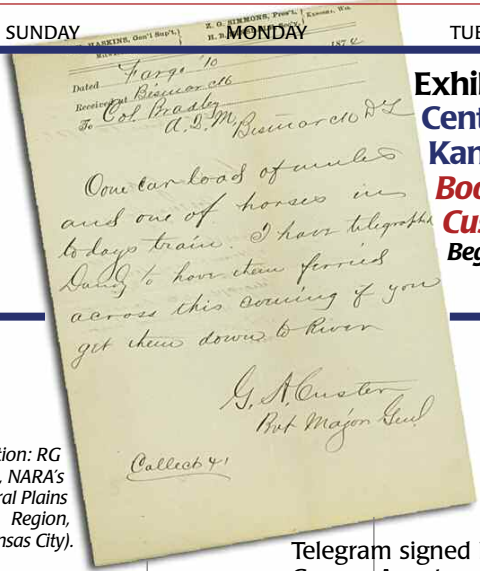 SUNDAY
MONDAY
TUE
HASKINS, Gen'l Sup't.
Z. G. SIMMONS, Pres't.
Dated Fargo 10 187
Received at Bismarck
To Col. Bradley
A. Q. M. Bismarck D T
One car load of mules
and one of horses in
todays train. I have telegraphed
Dandy to have them ferried
across this evening if you
get them down to River
G. A. Custer
Bvt Major Genl
Collect 41
Exhi
Cent
Kan
Boo
Cus
Beg
tion: RG
, NARA's
ral Plains
Region,
nsas City).
Telegram signed